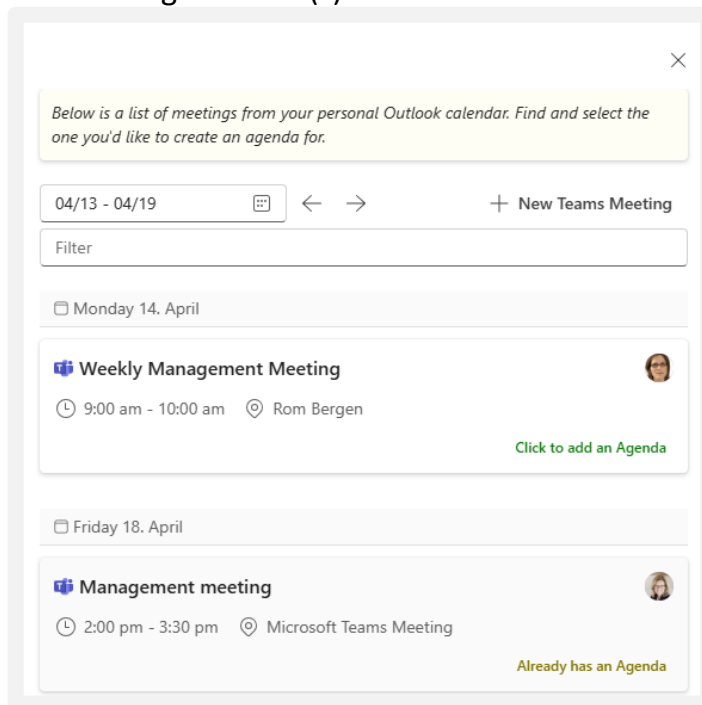 Below is a list of meetings from your personal Outlook calendar. Find and select the
one you'd like to create an agenda for.
04/13 - 04/19
New Teams Meeting
Filter
Monday 14. April
Weekly Management Meeting
9:00 am - 10:00 am Rom Bergen
Click to add an Agenda
Friday 18. April
Management meeting
2:00 pm - 3:30 pm Microsoft Teams Meeting
Already has an Agenda